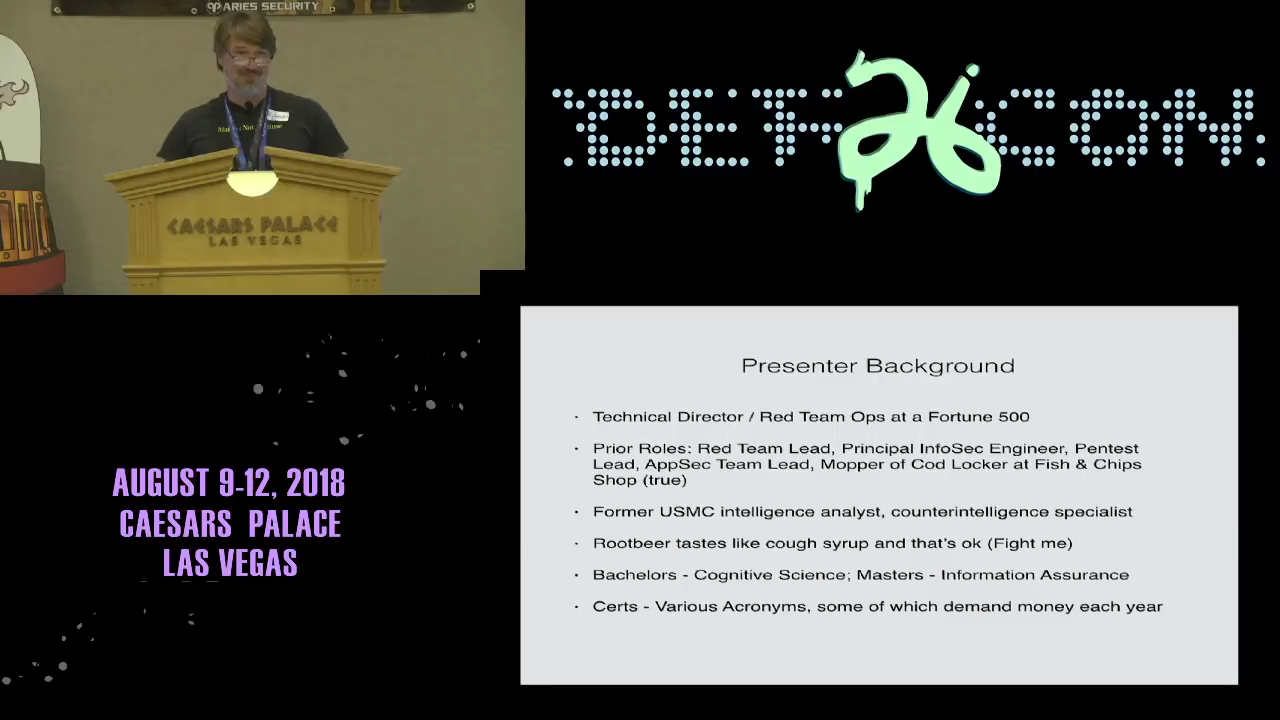 ARIES SECURITY
CAESARS PALACE
LAS VEGAS
DEF 26 CON
Presenter Background
· Technical Director / Red Team Ops at a Fortune 500
· Prior Roles: Red Team Lead, Principal InfoSec Engineer, Pentest
Lead, AppSec Team Lead, Mopper of Cod Locker at Fish & Chips
Shop (true)
· Former USMC intelligence analyst, counterintelligence specialist
· Rootbeer tastes like cough syrup and that's ok (Fight me)
· Bachelors - Cognitive Science; Masters - Information Assurance
· Certs - Various Acronyms, some of which demand money each year
AUGUST 9-12, 2018
CAESARS PALACE
LAS VEGAS